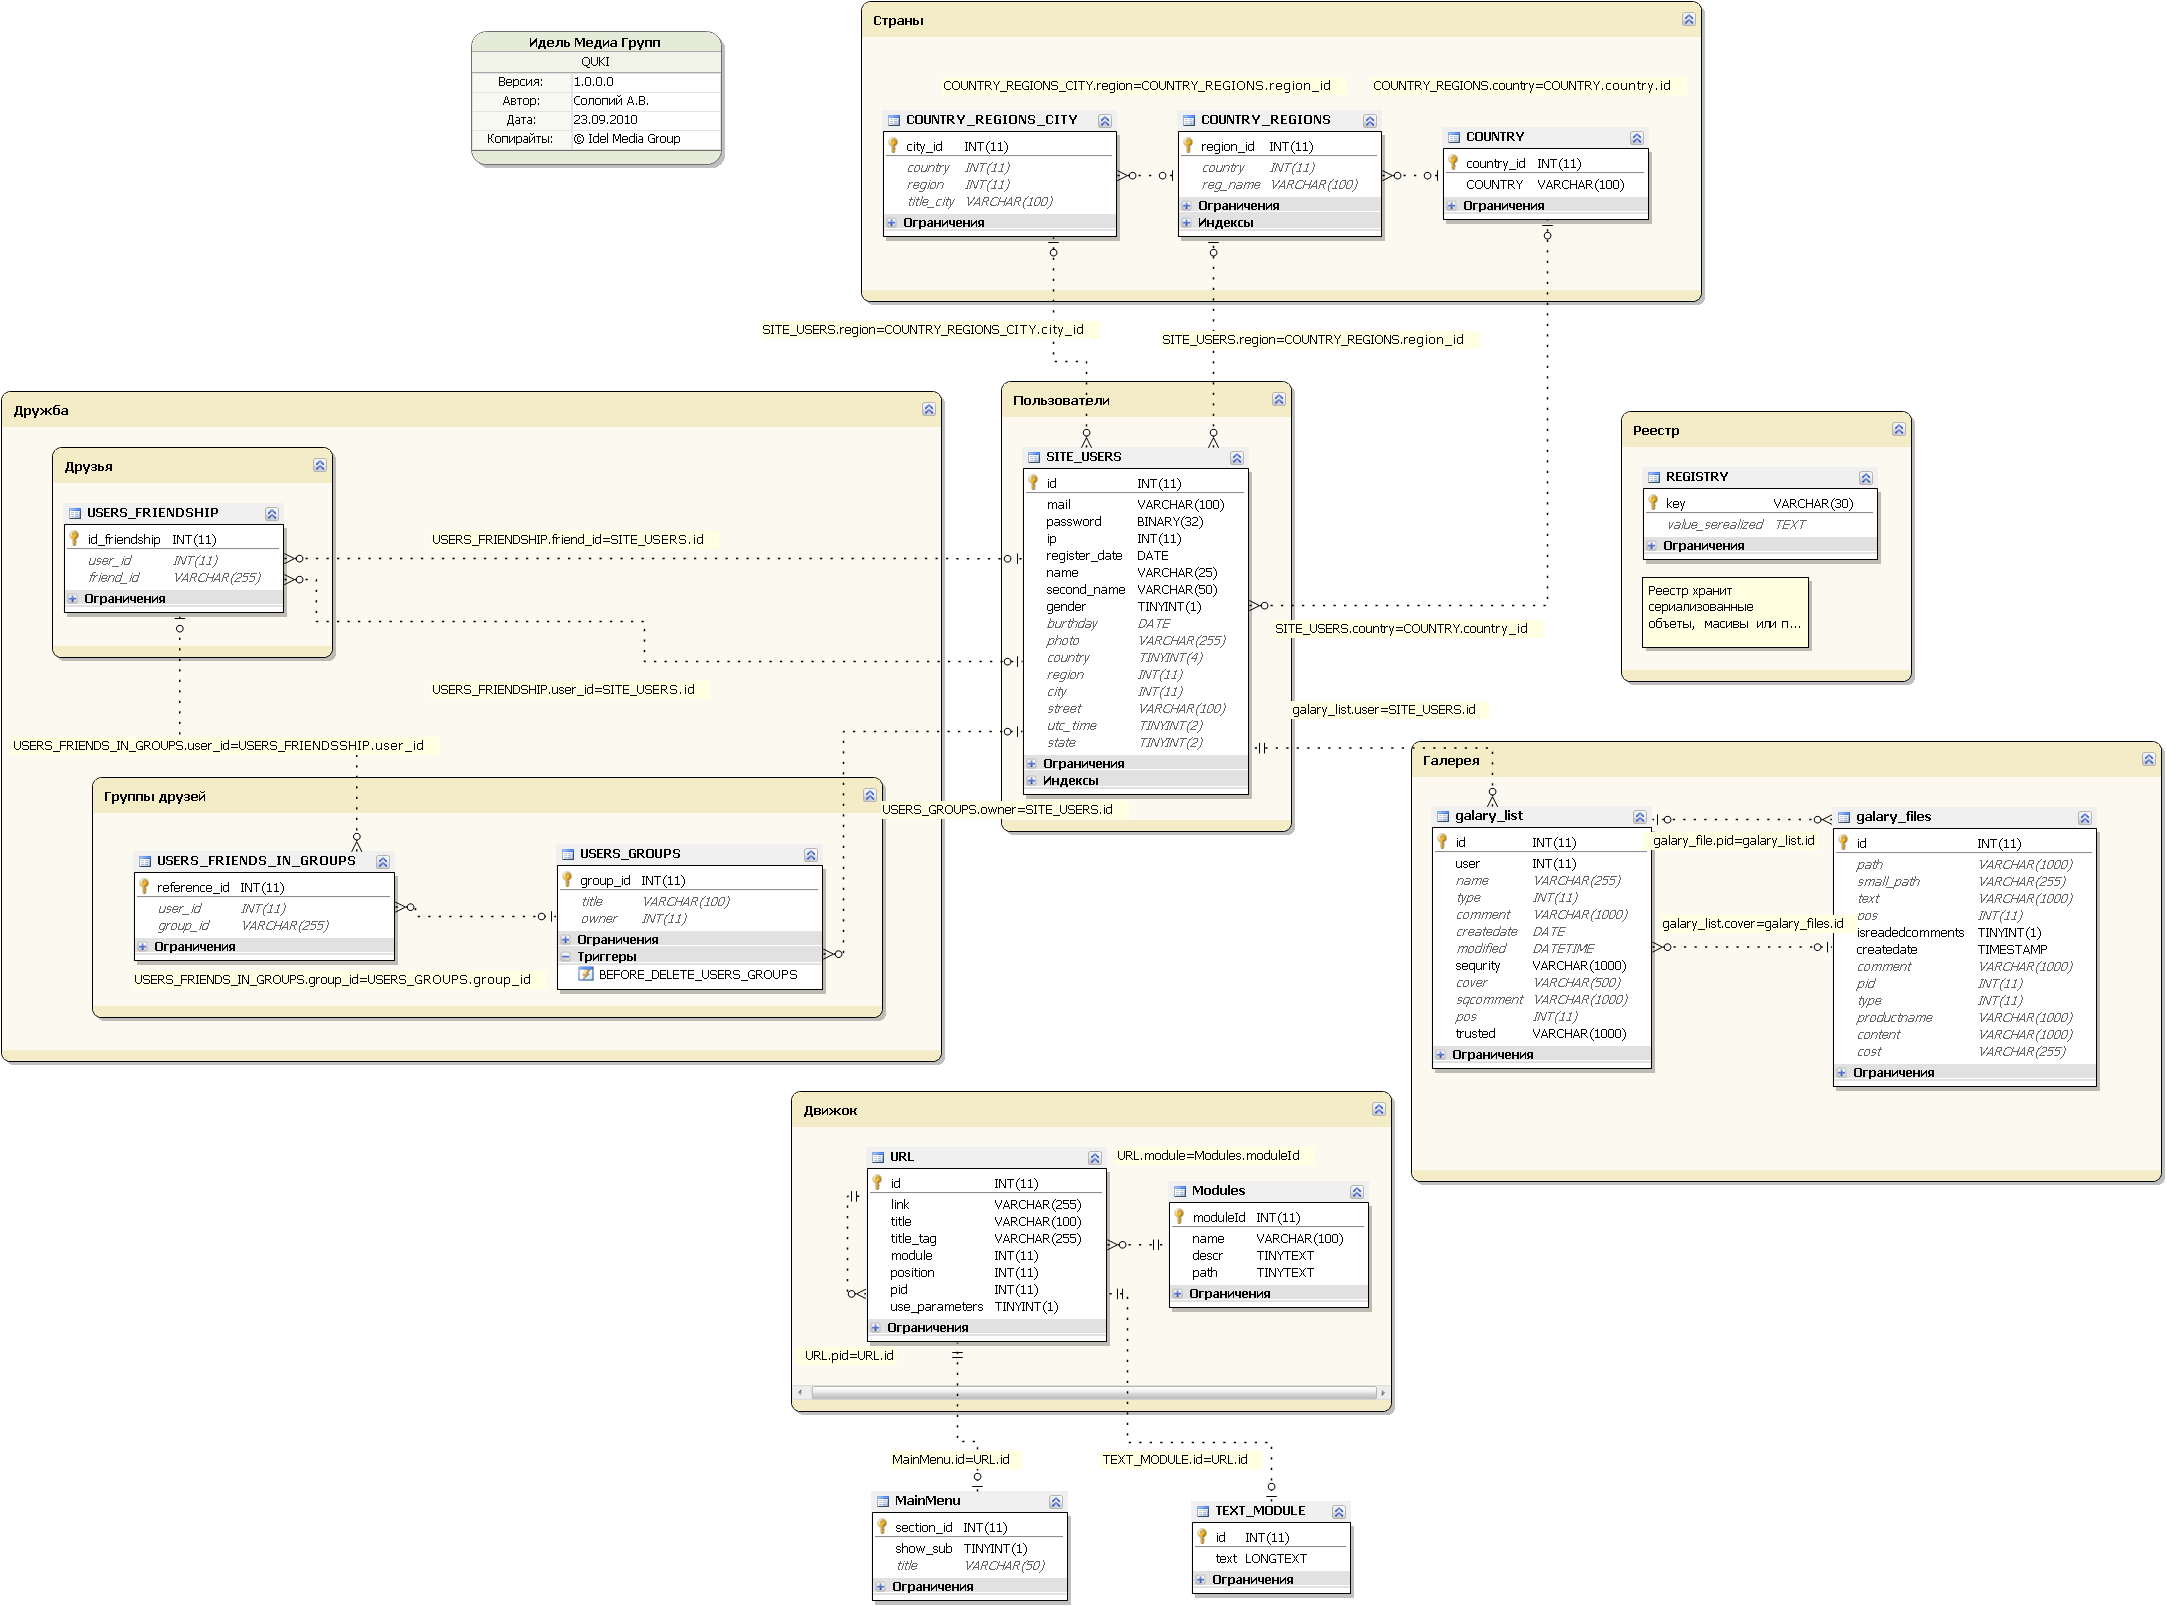 Идель Медиа Групп
QUKI
Версия: 1.0.0.0
Автор: Солопий А.В.
Дата: 23.09.2010
Копирайты: © Idel Media Group
Страны
COUNTRY_REGIONS_CITY.region=COUNTRY_REGIONS.region_id
COUNTRY_REGIONS.country=COUNTRY.country.id
COUNTRY_REGIONS_CITY
city_id INT(11)
country INT(11)
region INT(11)
title_city VARCHAR(100)
Ограничения
COUNTRY_REGIONS
region_id INT(11)
country INT(11)
reg_name VARCHAR(100)
Ограничения
Индексы
COUNTRY
country_id INT(11)
COUNTRY VARCHAR(100)
Ограничения
SITE_USERS.region=COUNTRY_REGIONS_CITY.city_id
SITE_USERS.region=COUNTRY_REGIONS.region_id
Дружба
Друзья
USERS_FRIENDSHIP
id_friendship INT(11)
user_id INT(11)
friend_id VARCHAR(255)
Ограничения
USERS_FRIENDSHIP.friend_id=SITE_USERS.id
USERS_FRIENDSHIP.user_id=SITE_USERS.id
USERS_FRIENDS_IN_GROUPS.user_id=USERS_FRIENDSSHIP.user_id
Группы друзей
USERS_FRIENDS_IN_GROUPS
reference_id INT(11)
user_id INT(11)
group_id VARCHAR(255)
Ограничения
USERS_FRIENDS_IN_GROUPS.group_id=USERS_GROUPS.group_id
USERS_GROUPS
group_id INT(11)
title VARCHAR(100)
owner INT(11)
Ограничения
Триггеры
BEFORE_DELETE_USERS_GROUPS
USERS_GROUPS.owner=SITE_USERS.id
Пользователи
SITE_USERS
id INT(11)
mail VARCHAR(100)
password BINARY(32)
ip INT(11)
register_date DATE
name VARCHAR(25)
second_name VARCHAR(50)
gender TINYINT(1)
burthday DATE
photo VARCHAR(255)
country TINYINT(4)
region INT(11)
city INT(11)
street VARCHAR(100)
utc_time TINYINT(2)
state TINYINT(2)
Ограничения
Индексы
SITE_USERS.country=COUNTRY.country_id
Реестр
REGISTRY
key VARCHAR(30)
value_serealized TEXT
Ограничения
Реестр хранит
сериализованные
объеты, масивы или п...
galary_list.user=SITE_USERS.id
Галерея
galary_list
id INT(11)
user INT(11)
name VARCHAR(255)
type INT(11)
comment VARCHAR(1000)
createdate DATE
modified DATETIME
sequrity VARCHAR(1000)
cover VARCHAR(500)
sqcomment VARCHAR(1000)
pos INT(11)
trusted VARCHAR(1000)
Ограничения
galary_file.pid=galary_list.id
galary_list.cover=galary_files.id
galary_files
id INT(11)
path VARCHAR(1000)
small_path VARCHAR(255)
text VARCHAR(1000)
pos INT(11)
isreadedcomments TINYINT(1)
createdate TIMESTAMP
comment VARCHAR(1000)
pid INT(11)
type INT(11)
productname VARCHAR(1000)
content VARCHAR(1000)
cost VARCHAR(255)
Ограничения
Движок
URL
id INT(11)
link VARCHAR(255)
title VARCHAR(100)
title_tag VARCHAR(255)
module INT(11)
position INT(11)
pid INT(11)
use_parameters TINYINT(1)
Ограничения
URL.pid=URL.id
URL.module=Modules.moduleId
Modules
moduleId INT(11)
name VARCHAR(100)
descr TINYTEXT
path TINYTEXT
Ограничения
MainMenu.id=URL.id
TEXT_MODULE.id=URL.id
MainMenu
section_id INT(11)
show_sub TINYINT(1)
title VARCHAR(50)
Ограничения
TEXT_MODULE
id INT(11)
text LONGTEXT
Ограничения